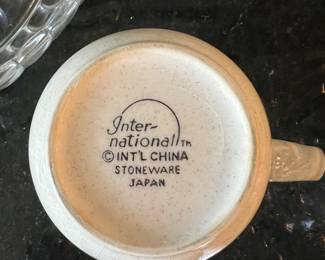 Inter-
national TM
© INT'L CHINA
STONEWARE
JAPAN